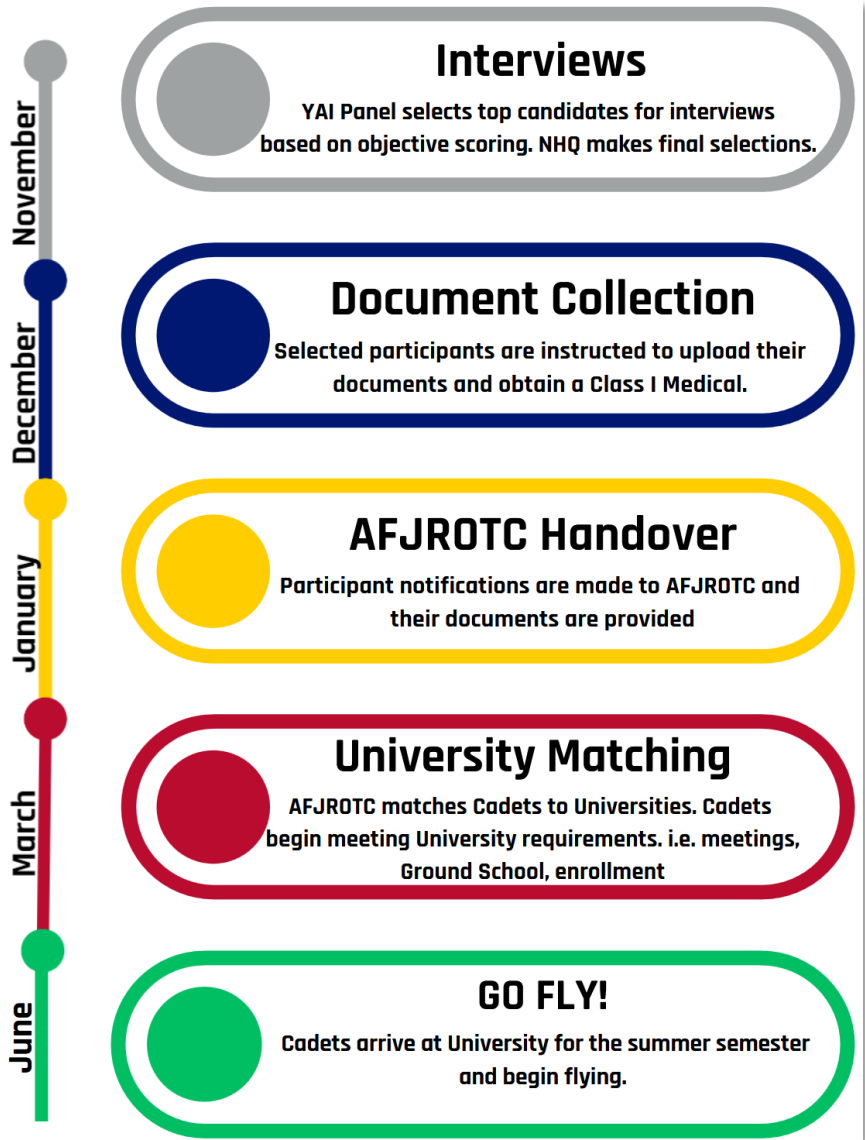 November
Interviews
YAI Panel selects top candidates for interviews
based on objective scoring. NHQ makes final selections.
December
Document Collection
Selected participants are instructed to upload their
documents and obtain a Class I Medical.
January
AFJROTC Handover
Participant notifications are made to AFJROTC and
their documents are provided
March
University Matching
AFJROTC matches Cadets to Universities. Cadets
begin meeting University requirements. i.e. meetings,
Ground School, enrollment
June
GO FLY!
Cadets arrive at University for the summer semester
and begin flying.